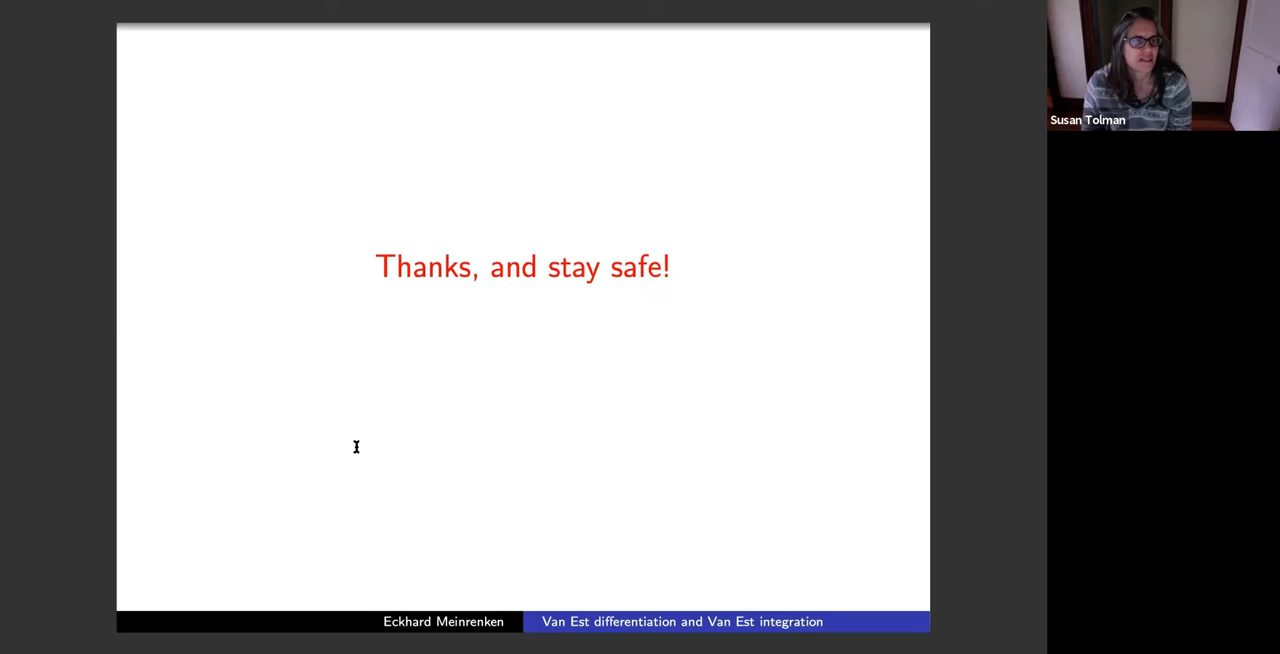 Susan Tolman
Thanks, and stay safe!
Eckhard Meinrenken
Van Est differentiation and Van Est integration